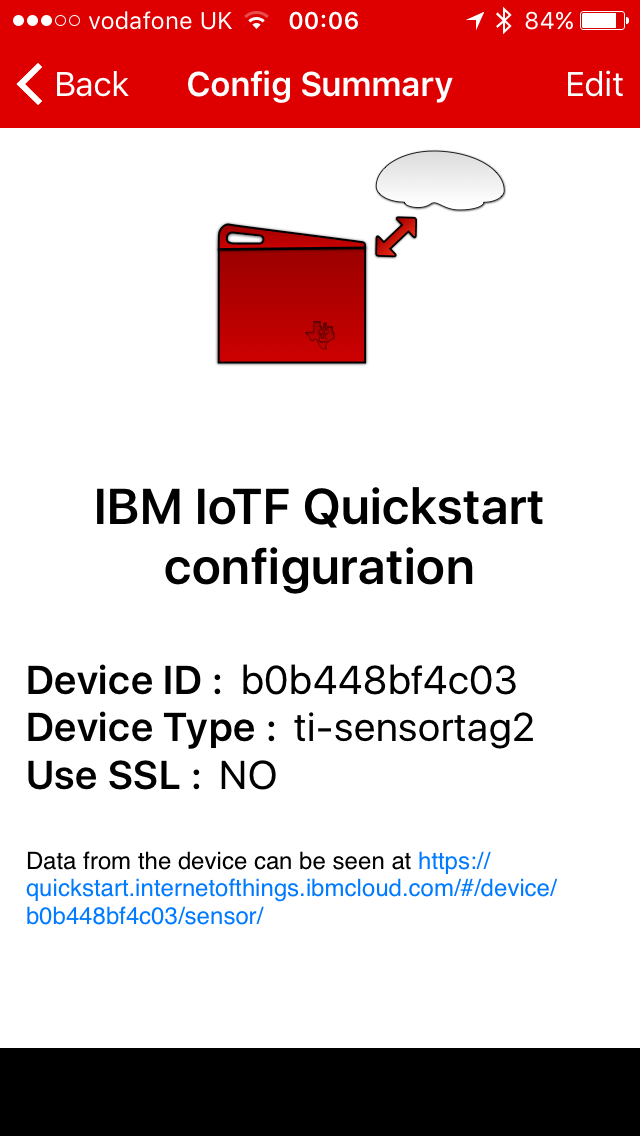 vodafone UK 00:06 84%
Back Config Summary Edit
IBM IoTF Quickstart
configuration
Device ID : b0b448bf4c03
Device Type : ti-sensortag2
Use SSL : NO
Data from the device can be seen at https://
quickstart.internetofthings.ibmcloud.com/#/device/
b0b448bf4c03/sensor/